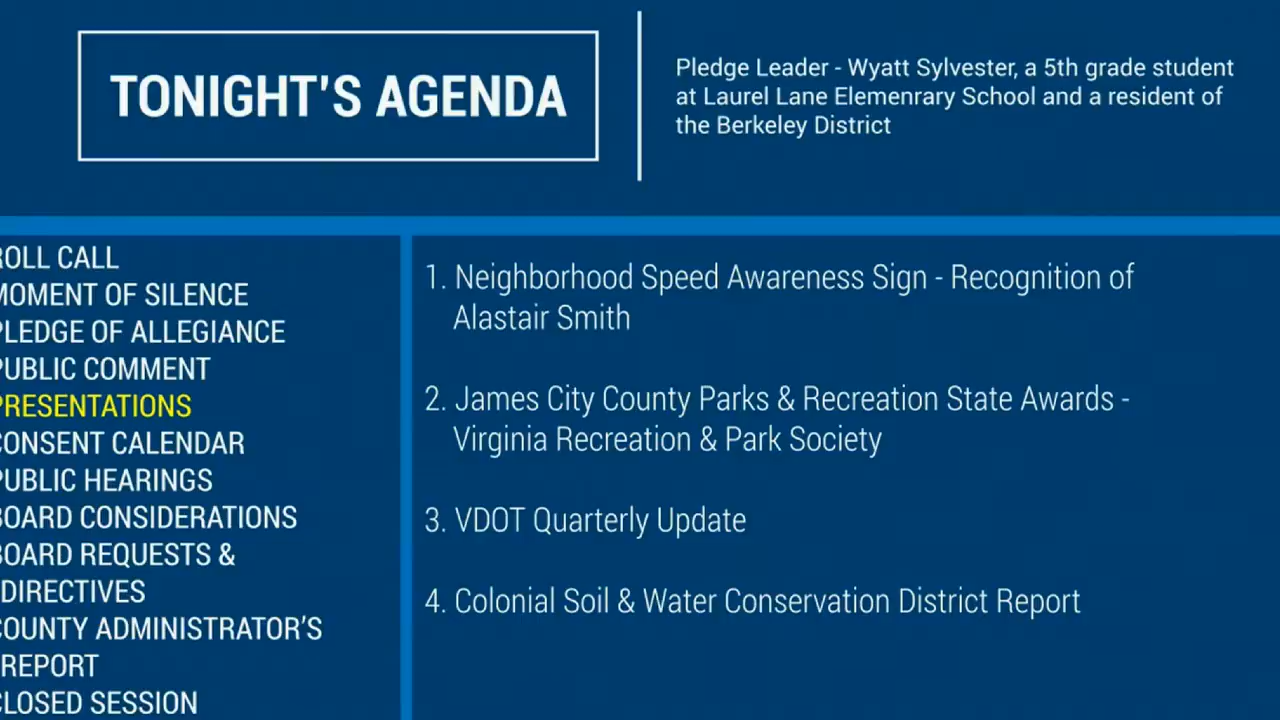 TONIGHT'S AGENDA
Pledge Leader - Wyatt Sylvester, a 5th grade student
at Laurel Lane Elemenrary School and a resident of
the Berkeley District
ROLL CALL
MOMENT OF SILENCE
PLEDGE OF ALLEGIANCE
PUBLIC COMMENT
PRESENTATIONS
CONSENT CALENDAR
PUBLIC HEARINGS
BOARD CONSIDERATIONS
BOARD REQUESTS &
DIRECTIVES
COUNTY ADMINISTRATOR'S
REPORT
CLOSED SESSION
1. Neighborhood Speed Awareness Sign - Recognition of
Alastair Smith
2. James City County Parks & Recreation State Awards -
Virginia Recreation & Park Society
3. VDOT Quarterly Update
4. Colonial Soil & Water Conservation District Report